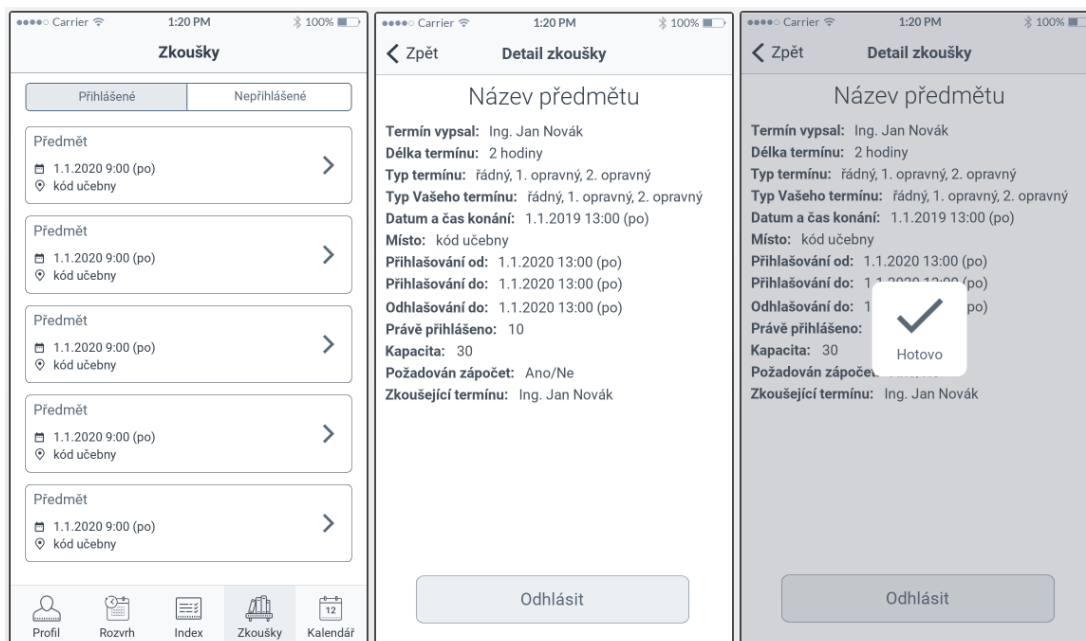 Carrier 1:20 PM 100%
Zkoušky
Přihlášené Nepřihlášené
Předmět
1.1.2020 9:00 (po)
kód učebny
Předmět
1.1.2020 9:00 (po)
kód učebny
Předmět
1.1.2020 9:00 (po)
kód učebny
Předmět
1.1.2020 9:00 (po)
kód učebny
Předmět
1.1.2020 9:00 (po)
kód učebny
12
Profil Rozvrh Index Zkoušky Kalendář
Carrier 1:20 PM 100%
Zpět Detail zkoušky
Název předmětu
Termín vypsal: Ing. Jan Novák
Délka termínu: 2 hodiny
Typ termínu: řádný, 1. opravný, 2. opravný
Typ Vašeho termínu: řádný, 1. opravný, 2. opravný
Datum a čas konání: 1.1.2019 13:00 (po)
Místo: kód učebny
Přihlašování od: 1.1.2020 13:00 (po)
Přihlašování do: 1.1.2020 13:00 (po)
Odhlašování do: 1.1.2020 13:00 (po)
Právě přihlášeno: 10
Kapacita: 30
Požadován zápočet: Ano/Ne
Zkoušející termínu: Ing. Jan Novák
Odhlásit
Carrier 1:20 PM 100%
Zpět Detail zkoušky
Název předmětu
Termín vypsal: Ing. Jan Novák
Délka termínu: 2 hodiny
Typ termínu: řádný, 1. opravný, 2. opravný
Typ Vašeho termínu: řádný, 1. opravný, 2. opravný
Datum a čas konání: 1.1.2019 13:00 (po)
Místo: kód učebny
Přihlašování od: 1.1.2020 13:00 (po)
Přihlašování do: (po)
Odhlašování do: (po)
Právě přihlášeno:
Kapacita: 30
Požadován zápočet:
Zkoušející termínu: Ing. Jan Novák
Hotovo
Odhlásit